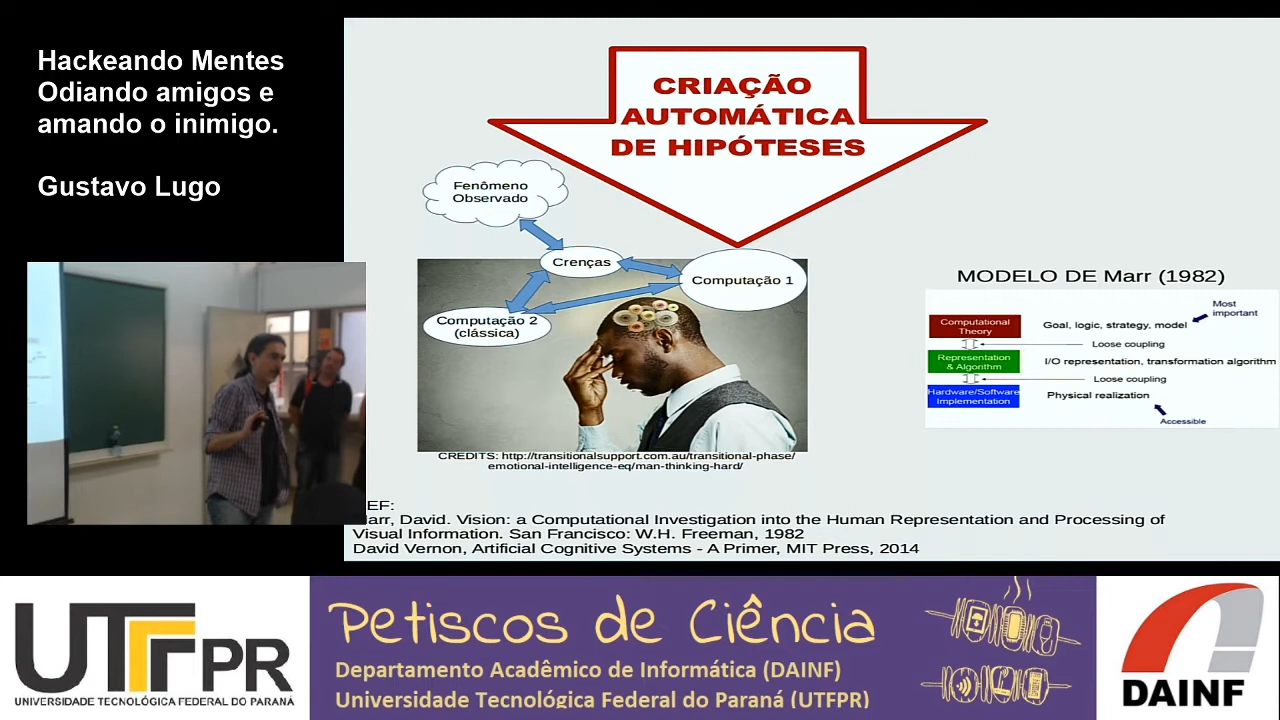 Hackeando Mentes
Odiando amigos e
amando o inimigo.
Gustavo Lugo
CRIAÇÃO
AUTOMÁTICA
DE HIPÓTESES
Fenômeno
Observado
Crenças
Computação 1
Computação 2
(clássica)
CREDITS: http://transitionalsupport.com.au/transitional-phase/
emotional-intelligence-eq/man-thinking-hard/
MODELO DE Marr (1982)
Most
important
Computational
Theory
Goal, logic, strategy, model
Loose coupling
Representation
& Algorithm
I/O representation, transformation algorithm
Loose coupling
Hardware/Software
Implementation
Physical realization
Accessible
EF:
arr, David. Vision: a Computational Investigation into the Human Representation and Processing of
Visual Information. San Francisco: W.H. Freeman, 1982
David Vernon, Artificial Cognitive Systems - A Primer, MIT Press, 2014
UTFPR
UNIVERSIDADE TECNOLÓGICA FEDERAL DO PARANÁ
Petiscos de Ciência
Departamento Acadêmico de Informática (DAINF)
Universidade Tecnológica Federal do Paraná (UTFPR)
DAINF